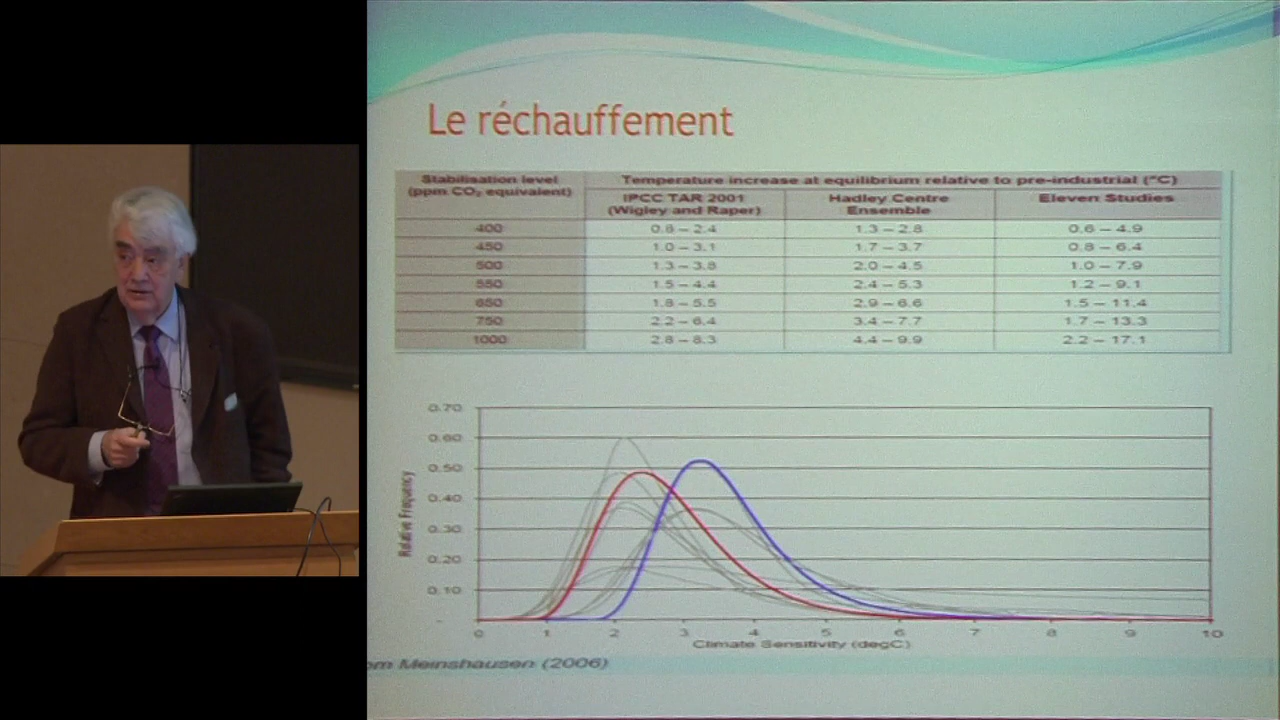 Le réchauffement
Stabilisation level
(ppm CO₂ equivalent)
Temperature increase at equilibrium relative to pre-industrial (°C)
IPCC TAR 2001
(Wigley and Raper)
Hadley Centre
Ensemble
Eleven Studies
400 0.8 – 2.4 1.3 – 2.8 0.6 – 4.9
450 1.0 – 3.1 1.7 – 3.7 0.8 – 6.4
500 1.3 – 3.8 2.0 – 4.5 1.0 – 7.9
550 1.5 – 4.4 2.4 – 5.3 1.2 – 9.1
650 1.8 – 5.5 2.9 – 6.6 1.5 – 11.4
750 2.2 – 6.4 3.4 – 7.7 1.7 – 13.3
1000 2.8 – 8.3 4.4 – 9.9 2.2 – 17.1
0.70
0.60
0.50
0.40
0.30
0.20
0.10
-
Relative Frequency
0 1 2 3 4 5 6 7 8 9 10
Climate Sensitivity (degC)
om Meinshausen (2006)